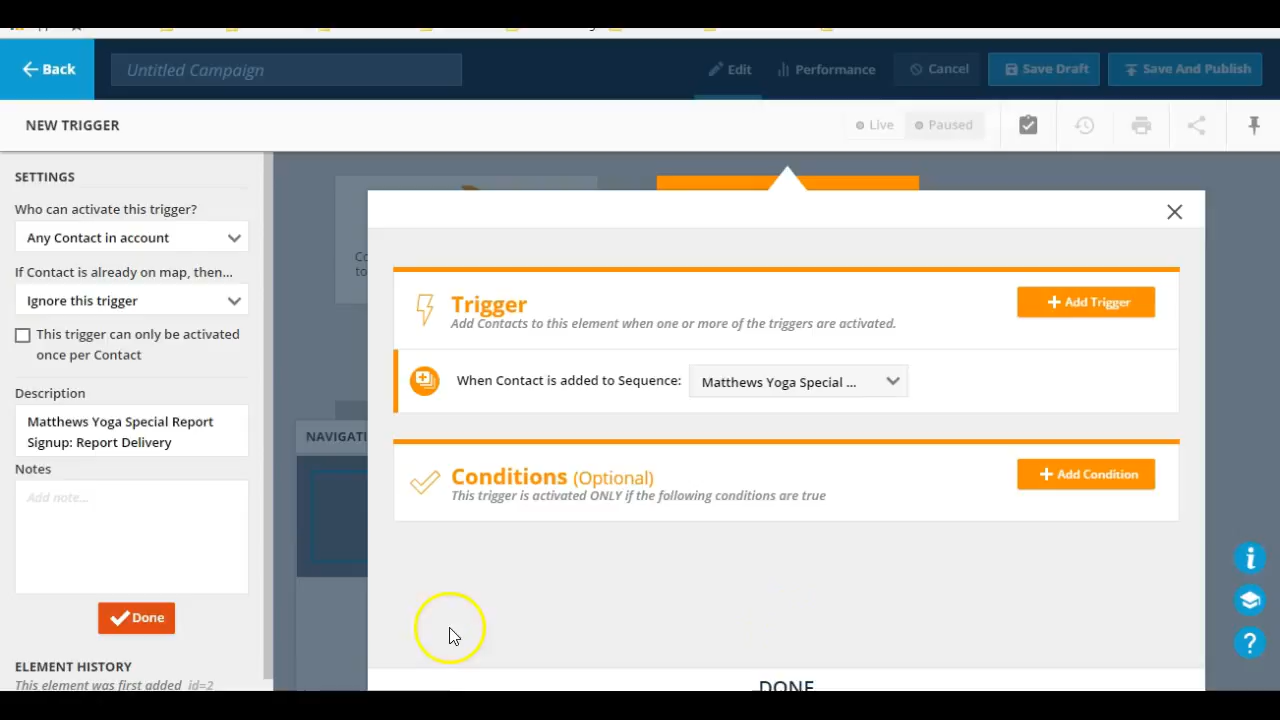 Back
Untitled Campaign
Edit
Performance
Cancel
Save Draft
Save And Publish
NEW TRIGGER
Live
Paused
SETTINGS
Who can activate this trigger?
Any Contact in account
If Contact is already on map, then...
Ignore this trigger
This trigger can only be activated
once per Contact
Description
Matthews Yoga Special Report
Signup: Report Delivery
Notes
Add note...
Done
ELEMENT HISTORY
This element was first added id=2
Co
to
NAVIGATI
Trigger
Add Contacts to this element when one or more of the triggers are activated.
Add Trigger
When Contact is added to Sequence:
Matthews Yoga Special ...
Conditions (Optional)
This trigger is activated ONLY if the following conditions are true
Add Condition
DONE